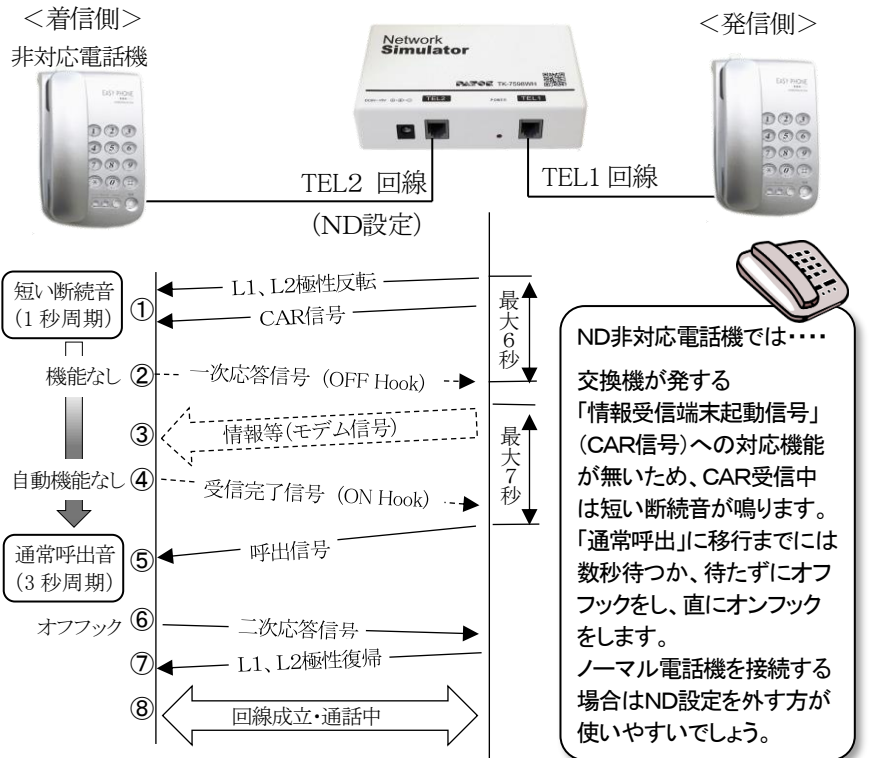 ＜着信側＞
非対応電話機
＜発信側＞
Network
Simulator
TK-7598WH
TEL2
POWER
TEL1
EASY PHONE
EASY PHONE
TEL2 回線
(ND設定)
TEL1 回線
短い断続音
(1 秒周期)
①
L1、L2極性反転
CAR信号
最大6秒
機能なし ② 一次応答信号 (OFF Hook)
③ 情報等(モデム信号)
最大7秒
自動機能なし ④ 受信完了信号 (ON Hook)
通常呼出音
(3 秒周期)
⑤ 呼出信号
オフフック ⑥ 二次応答信号
⑦ L1、L2極性復帰
⑧ 回線成立・通話中
ND非対応電話機では‥‥
交換機が発する
「情報受信端末起動信号」
(CAR信号)への対応機能
が無いため、CAR受信中
は短い断続音が鳴ります。
「通常呼出」に移行までには
数秒待つか、待たずにオフ
フックをし、直にオンフック
をします。
ノーマル電話機を接続する
場合はND設定を外す方が
使いやすいでしょう。